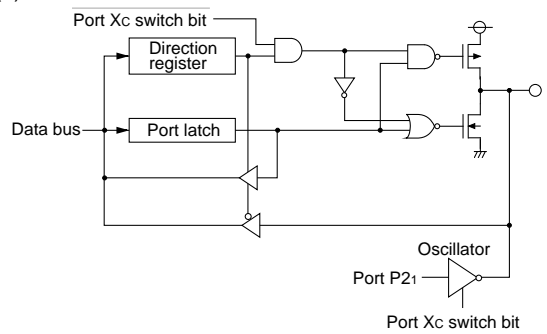 Port XC switch bit
Direction
register
Data bus
Port latch
Oscillator
Port P21
Port XC switch bit